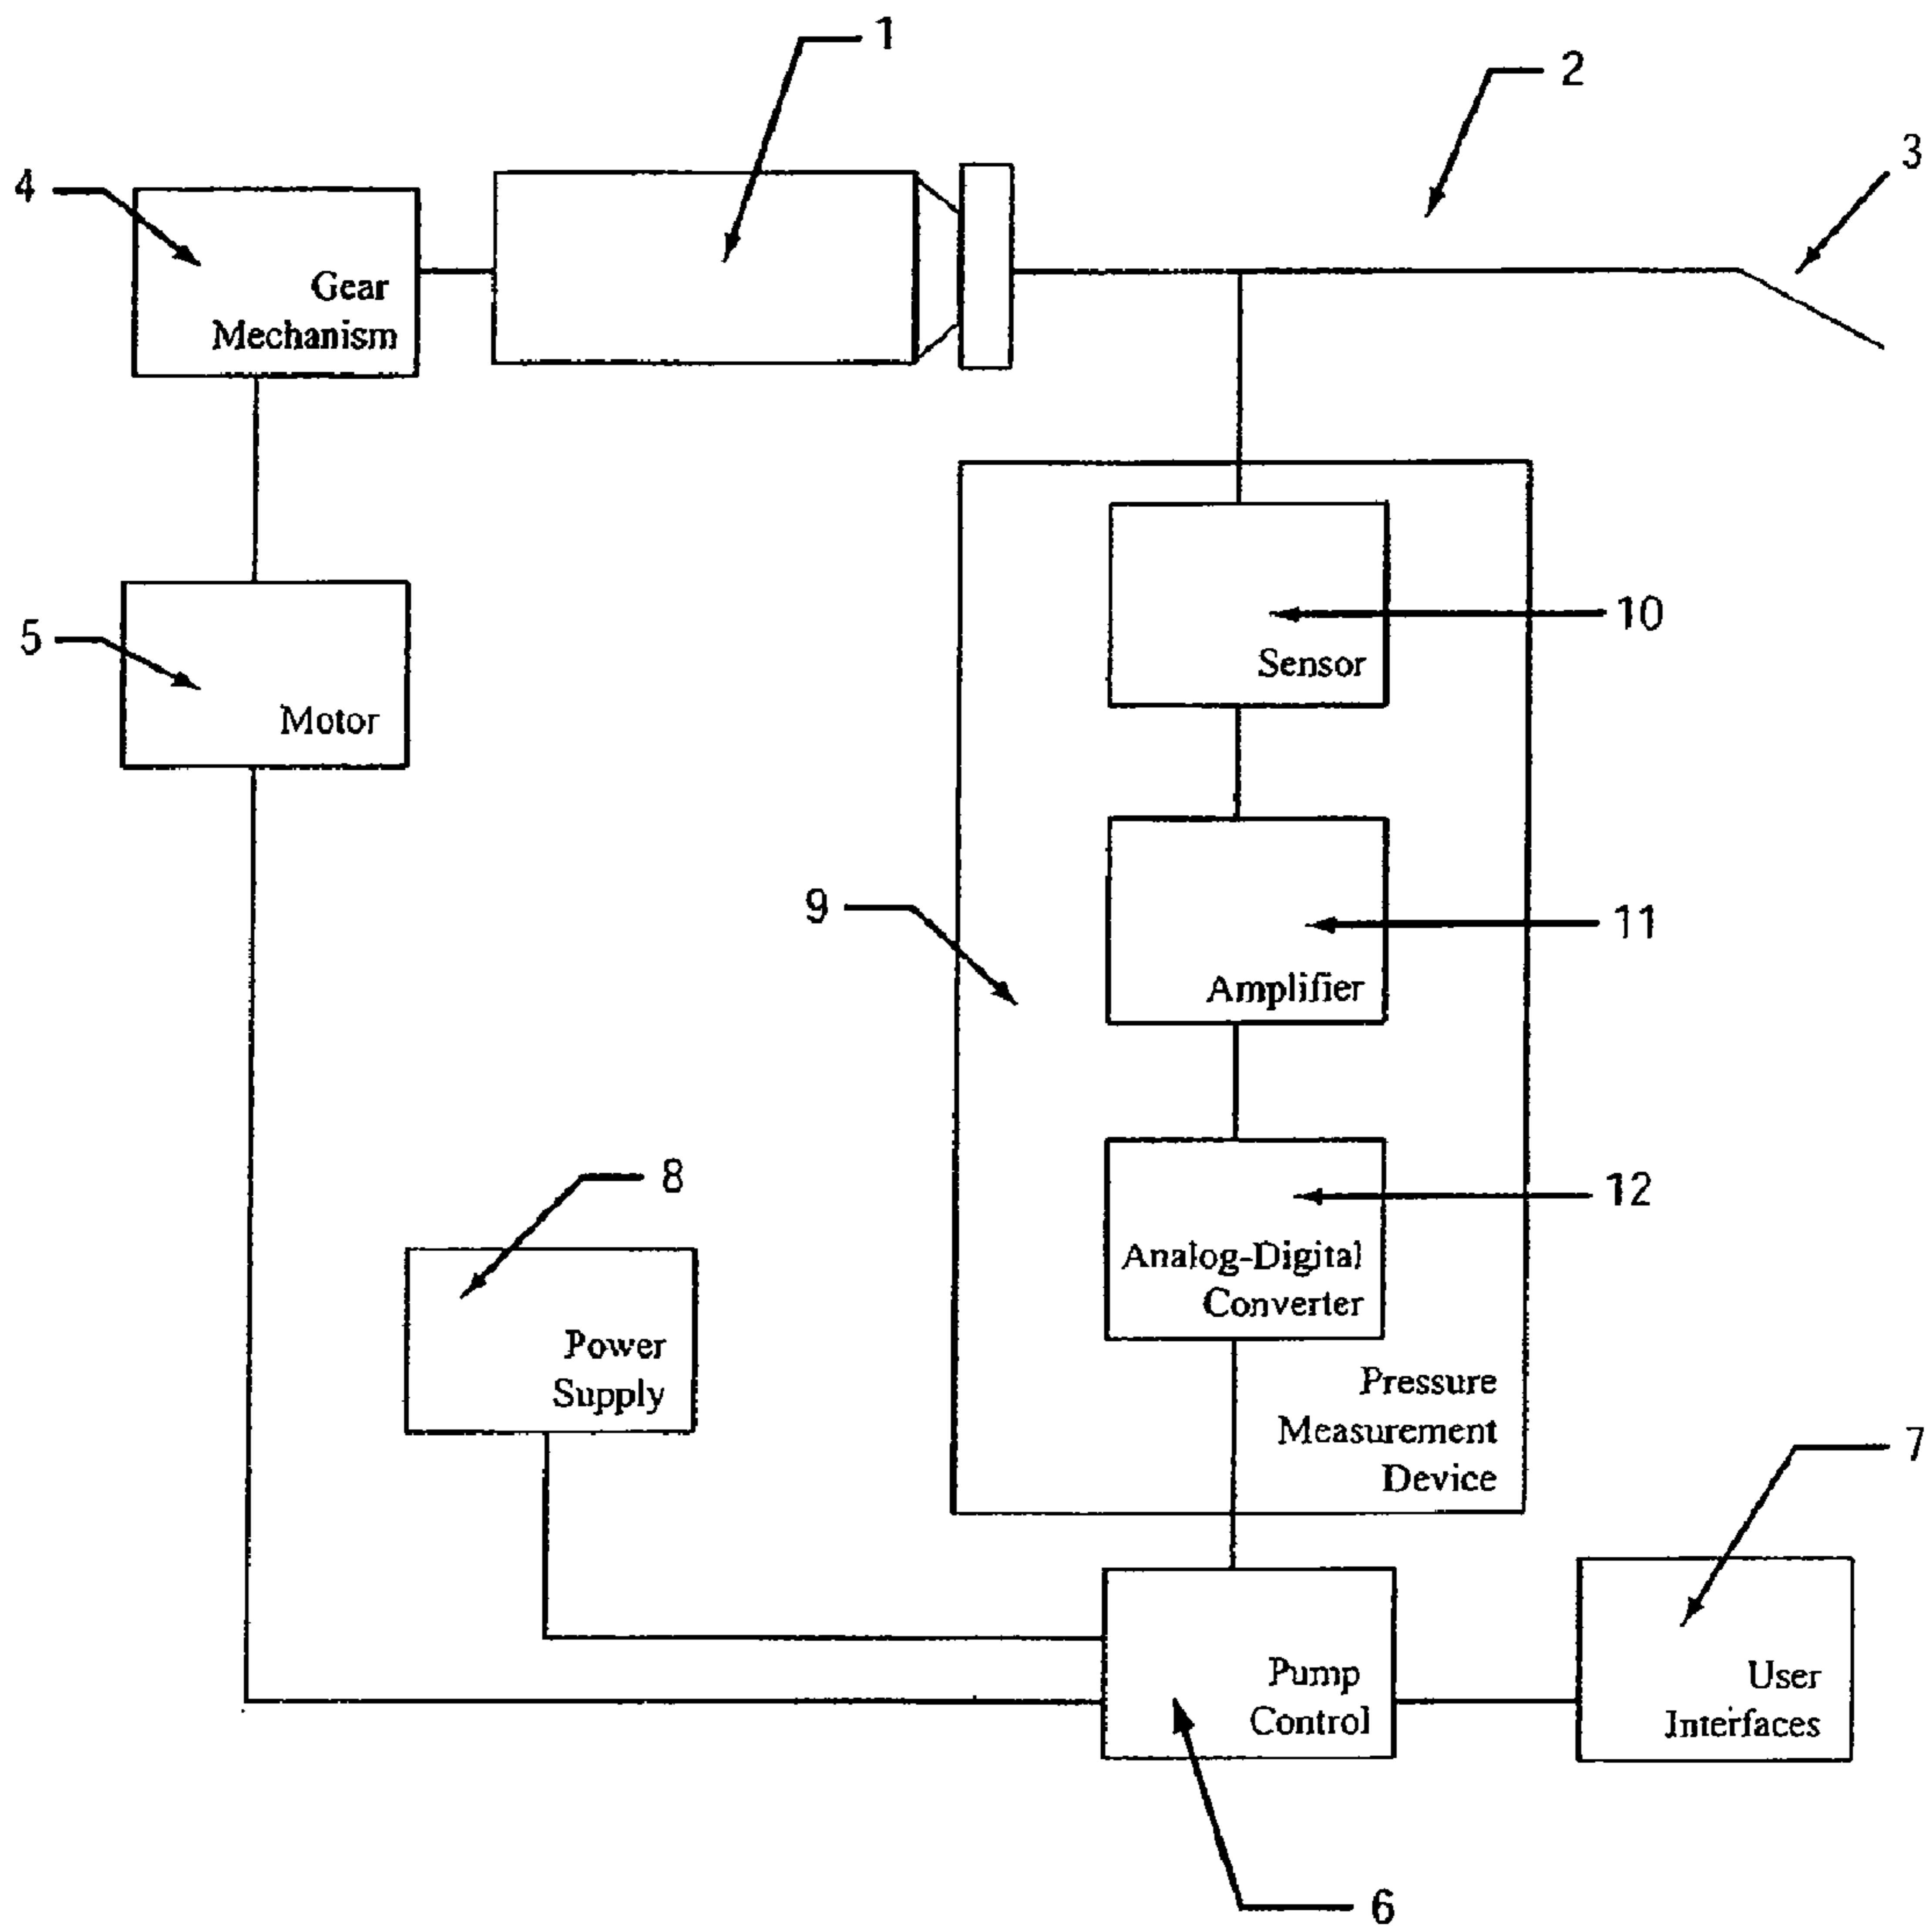 1
2
3
4
Gear
Mechanism
5
Motor
10
Sensor
9
11
Amplifier
8
12
Analog-Digital
Converter
Power
Supply
Pressure
Measurement
Device
7
Pump
Control
User
Interfaces
6